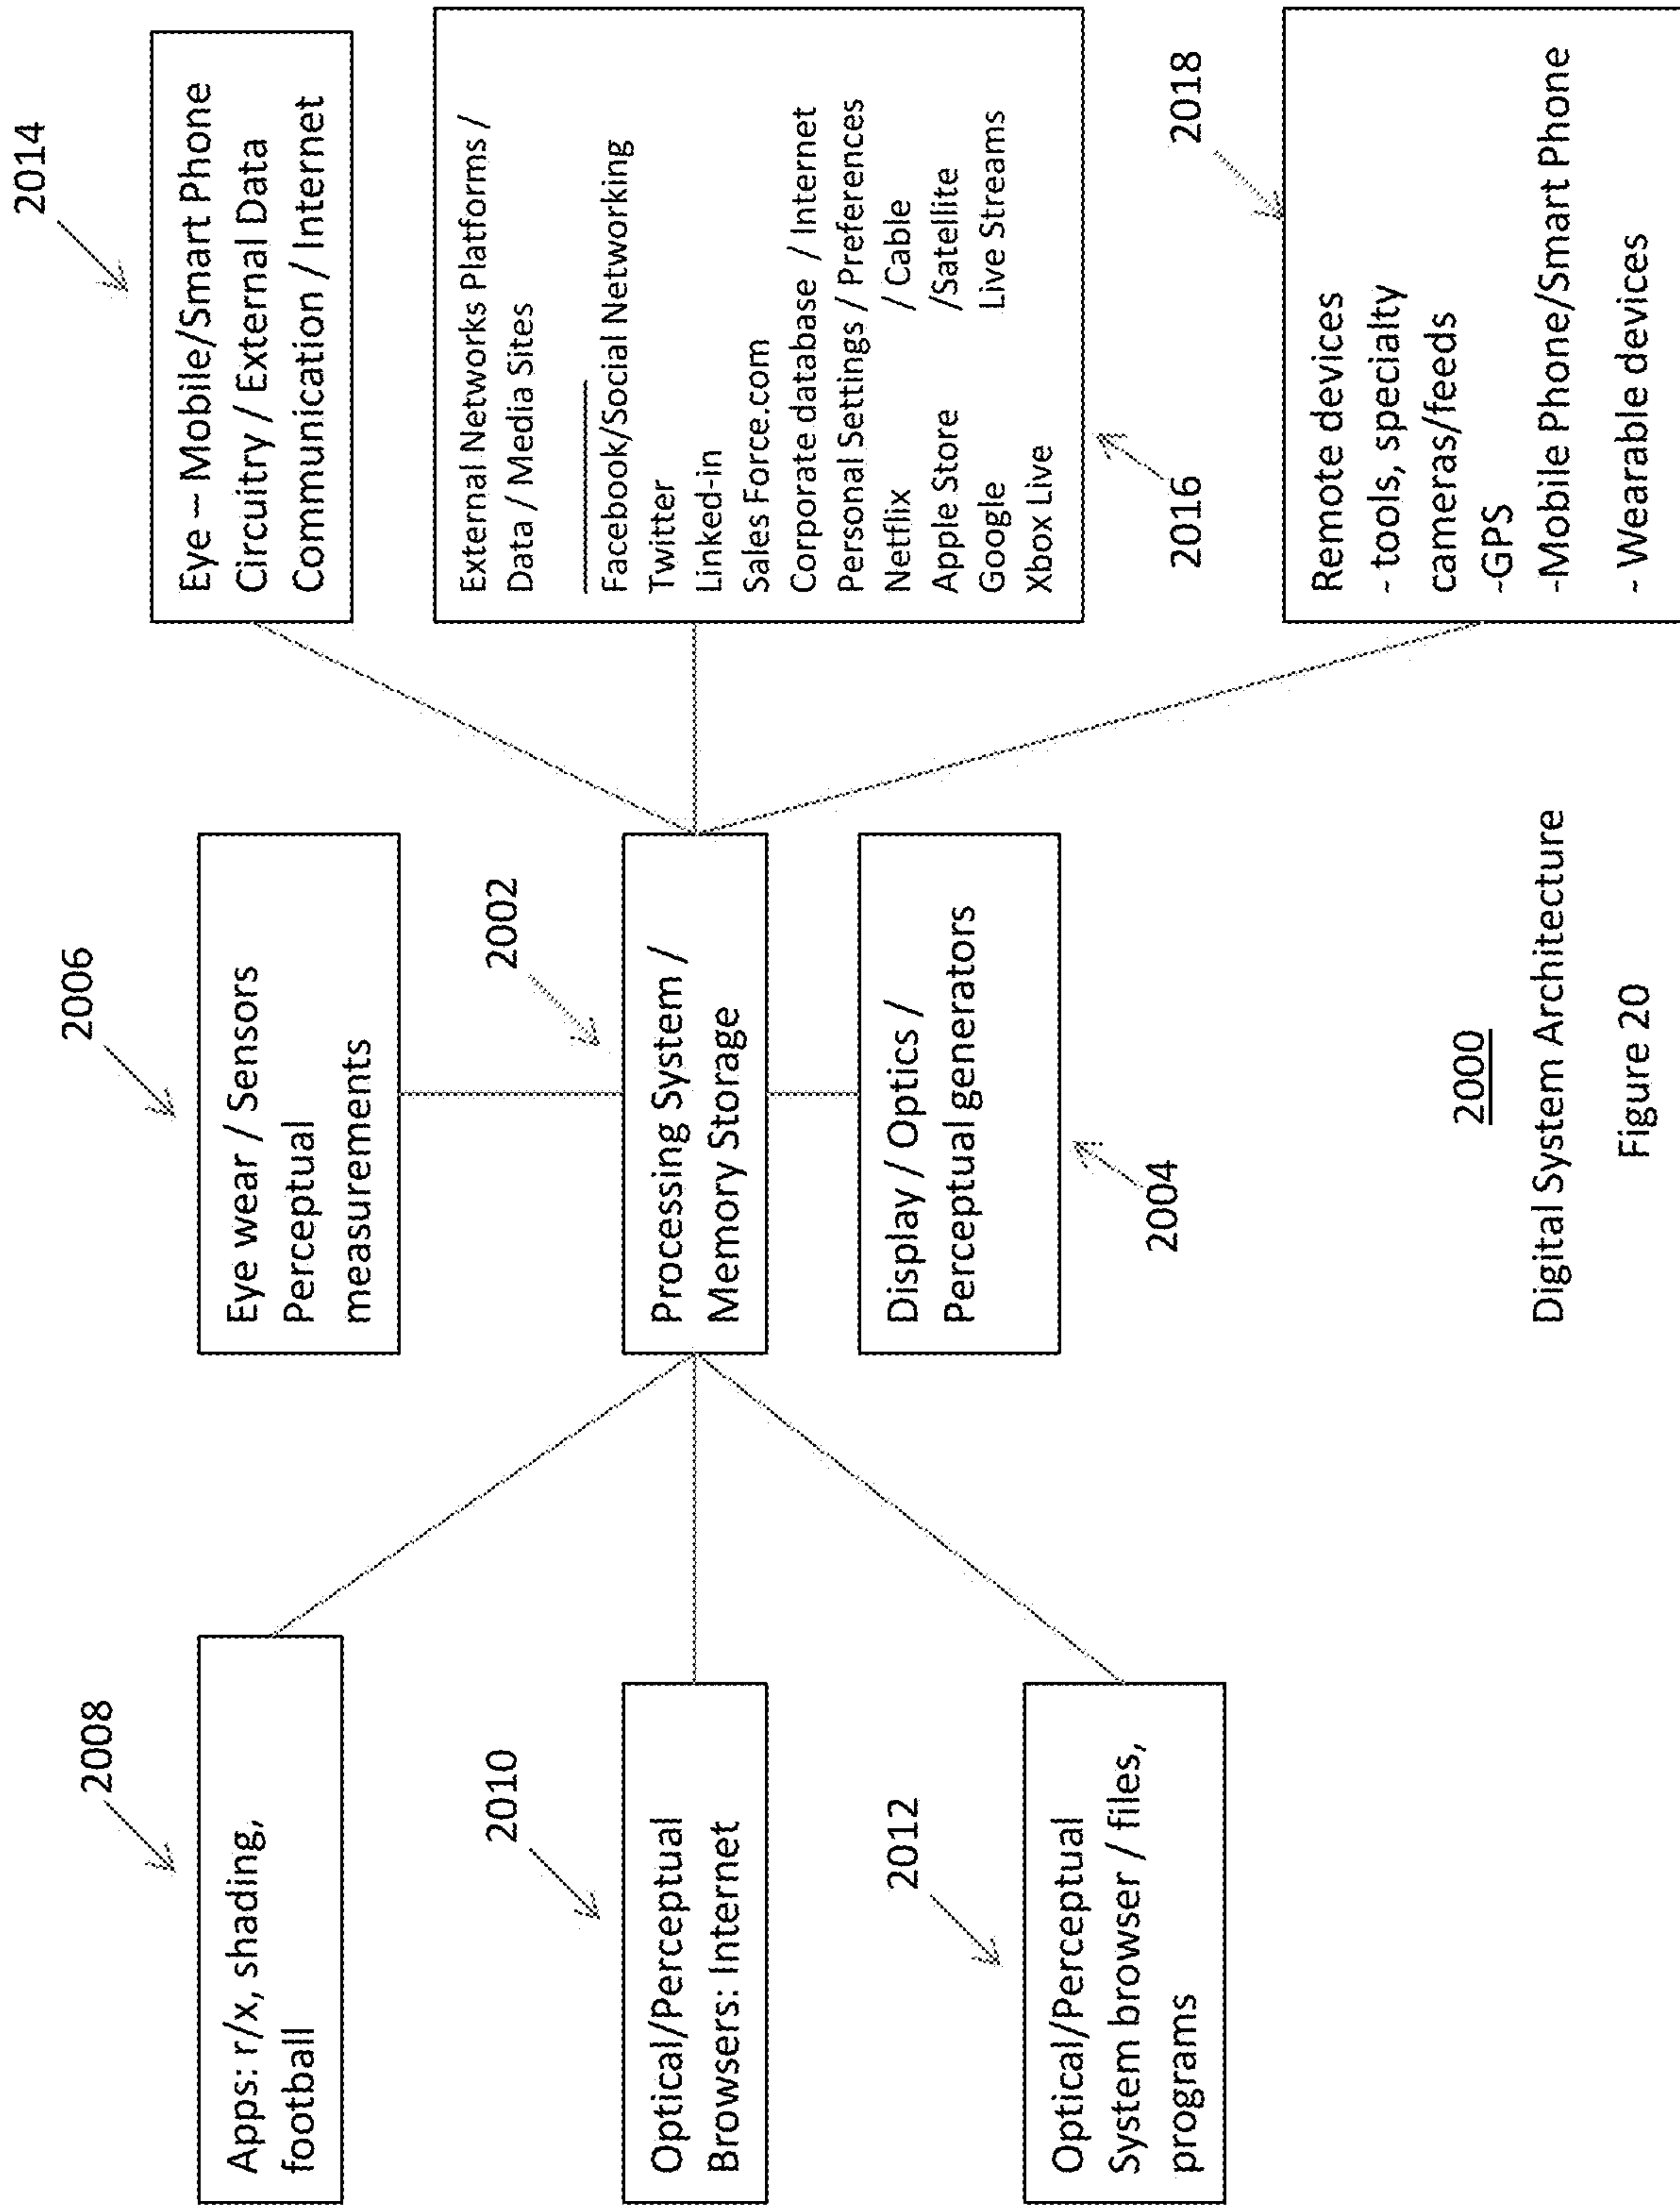 2008
Apps: r/x, shading,
football
2010
Optical/Perceptual
Browsers: Internet
2012
Optical/Perceptual
System browser / files,
programs
2006
Eye wear / Sensors
Perceptual
measurements
2002
Processing System /
Memory Storage
Display / Optics /
Perceptual generators
2004
2014
Eye – Mobile/Smart Phone
Circuitry / External Data
Communication / Internet
External Networks Platforms /
Data / Media Sites
Facebook/Social Networking
Twitter
Linked-in
Sales Force.com
Corporate database / Internet
Personal Settings / Preferences
Netflix / Cable
Apple Store /Satellite
Google Live Streams
Xbox Live
2016
2018
Remote devices
- tools, specialty
cameras/feeds
-GPS
-Mobile Phone/Smart Phone
- Wearable devices
2000
Digital System Architecture
Figure 20